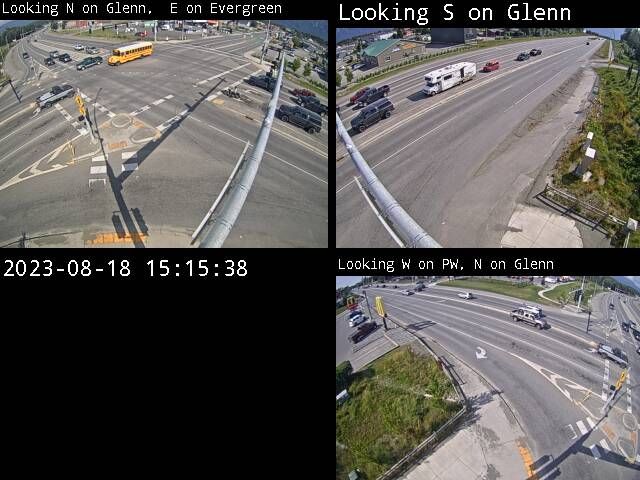 Looking N on Glenn, E on Evergreen
Looking S on Glenn
2023-08-18 15:15:38
Looking W on PW, N on Glenn